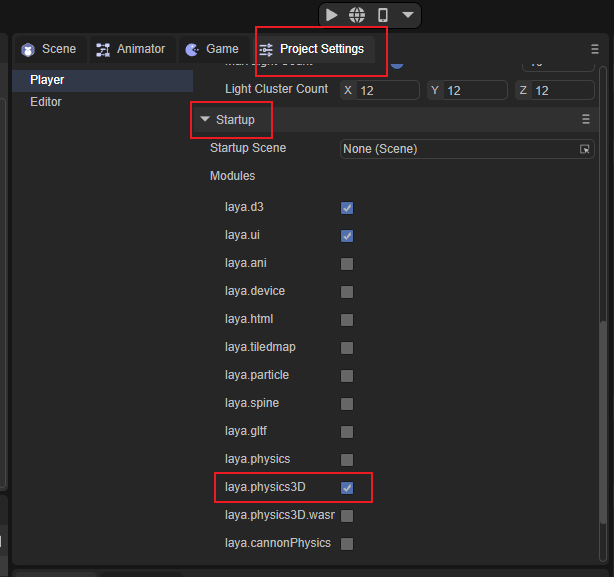 Scene Animator Game Project Settings
Player
Editor
Light Cluster Count X 12 Y 12 Z 12
Startup
Startup Scene None (Scene)
Modules
laya.d3
laya.ui
laya.ani
laya.device
laya.html
laya.tiledmap
laya.particle
laya.spine
laya.gltf
laya.physics
laya.physics3D
laya.physics3D.wasr
laya.cannonPhysics